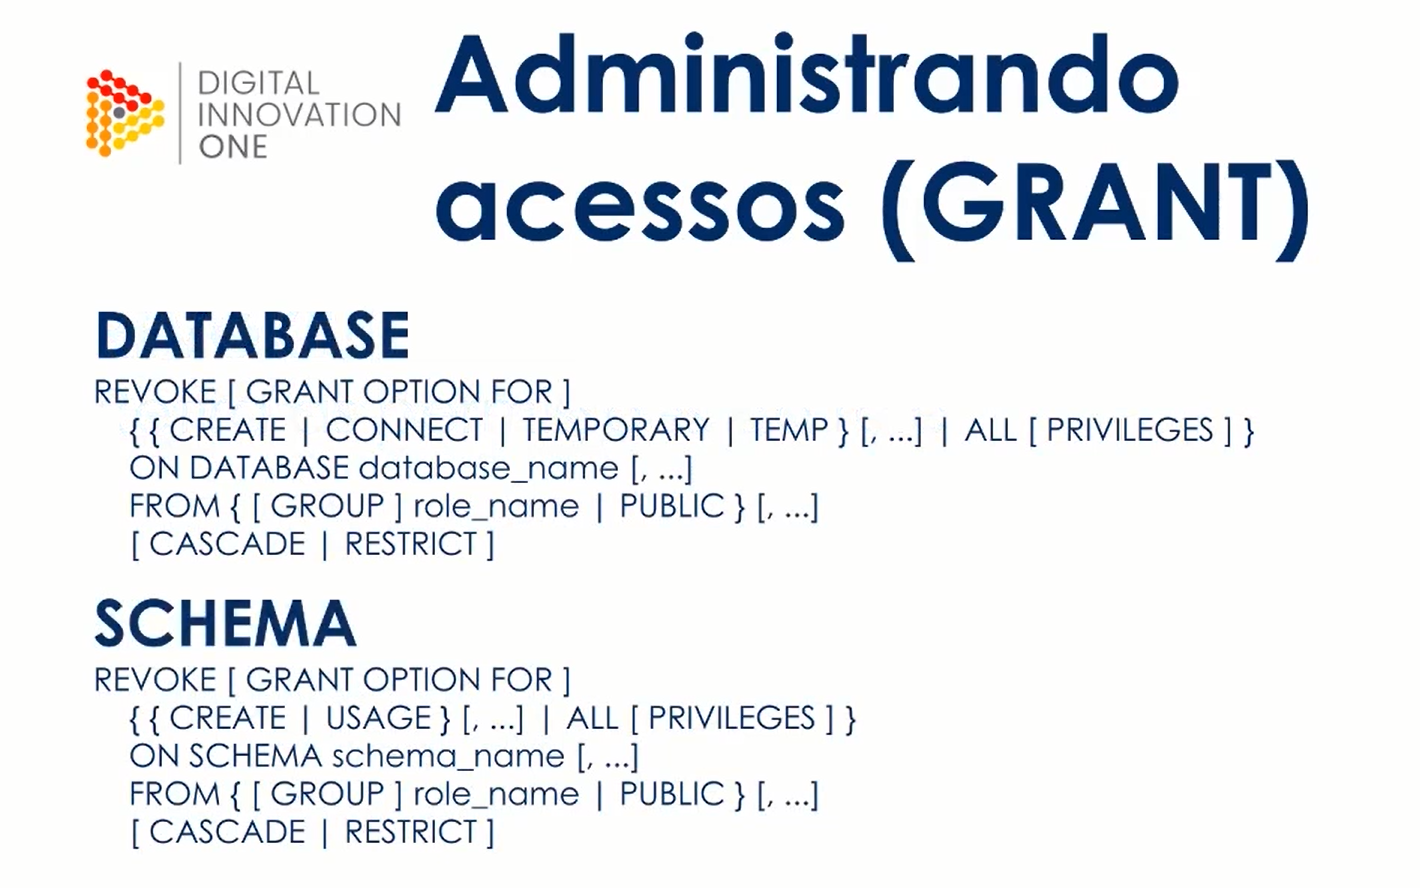 DIGITAL
INNOVATION
ONE
Administrando
acessos (GRANT)
DATABASE
REVOKE [ GRANT OPTION FOR ]
{ { CREATE | CONNECT | TEMPORARY | TEMP } [, ...] | ALL [ PRIVILEGES ] }
ON DATABASE database_name [, ...]
FROM { [ GROUP ] role_name | PUBLIC } [, ...]
[ CASCADE | RESTRICT ]
SCHEMA
REVOKE [ GRANT OPTION FOR ]
{ { CREATE | USAGE } [, ...] | ALL [ PRIVILEGES ] }
ON SCHEMA schema_name [, ...]
FROM { [ GROUP ] role_name | PUBLIC } [, ...]
[ CASCADE | RESTRICT ]